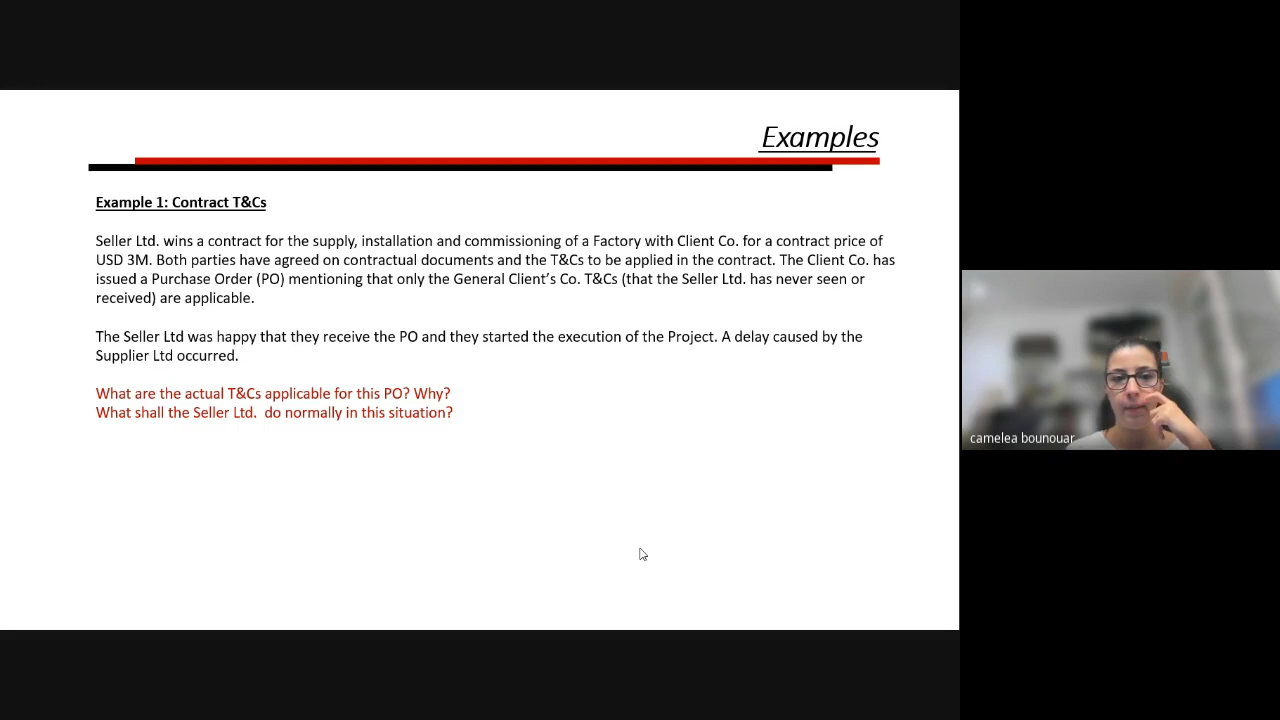 Examples
Example 1: Contract T&Cs
Seller Ltd. wins a contract for the supply, installation and commissioning of a Factory with Client Co. for a contract price of
USD 3M. Both parties have agreed on contractual documents and the T&Cs to be applied in the contract. The Client Co. has
issued a Purchase Order (PO) mentioning that only the General Client's Co. T&Cs (that the Seller Ltd. has never seen or
received) are applicable.
The Seller Ltd was happy that they receive the PO and they started the execution of the Project. A delay caused by the
Supplier Ltd occurred.
What are the actual T&Cs applicable for this PO? Why?
What shall the Seller Ltd.  do normally in this situation?
camelea bounouar